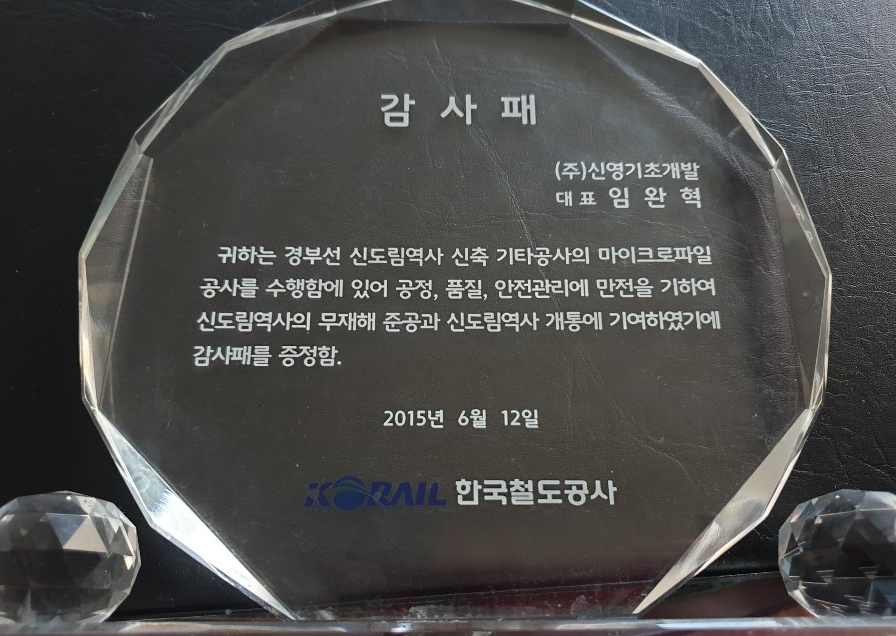 감 사 패
(주)신영기초개발
대표 임 완 혁
귀하는 경부선 신도림역사 신축 기타공사의 마이크로파일
공사를 수행함에 있어 공정, 품질, 안전관리에 만전을 기하여
신도림역사의 무재해 준공과 신도림역사 개통에 기여하였기에
감사패를 증정함.
2015년 6월 12일
KORAIL 한국철도공사